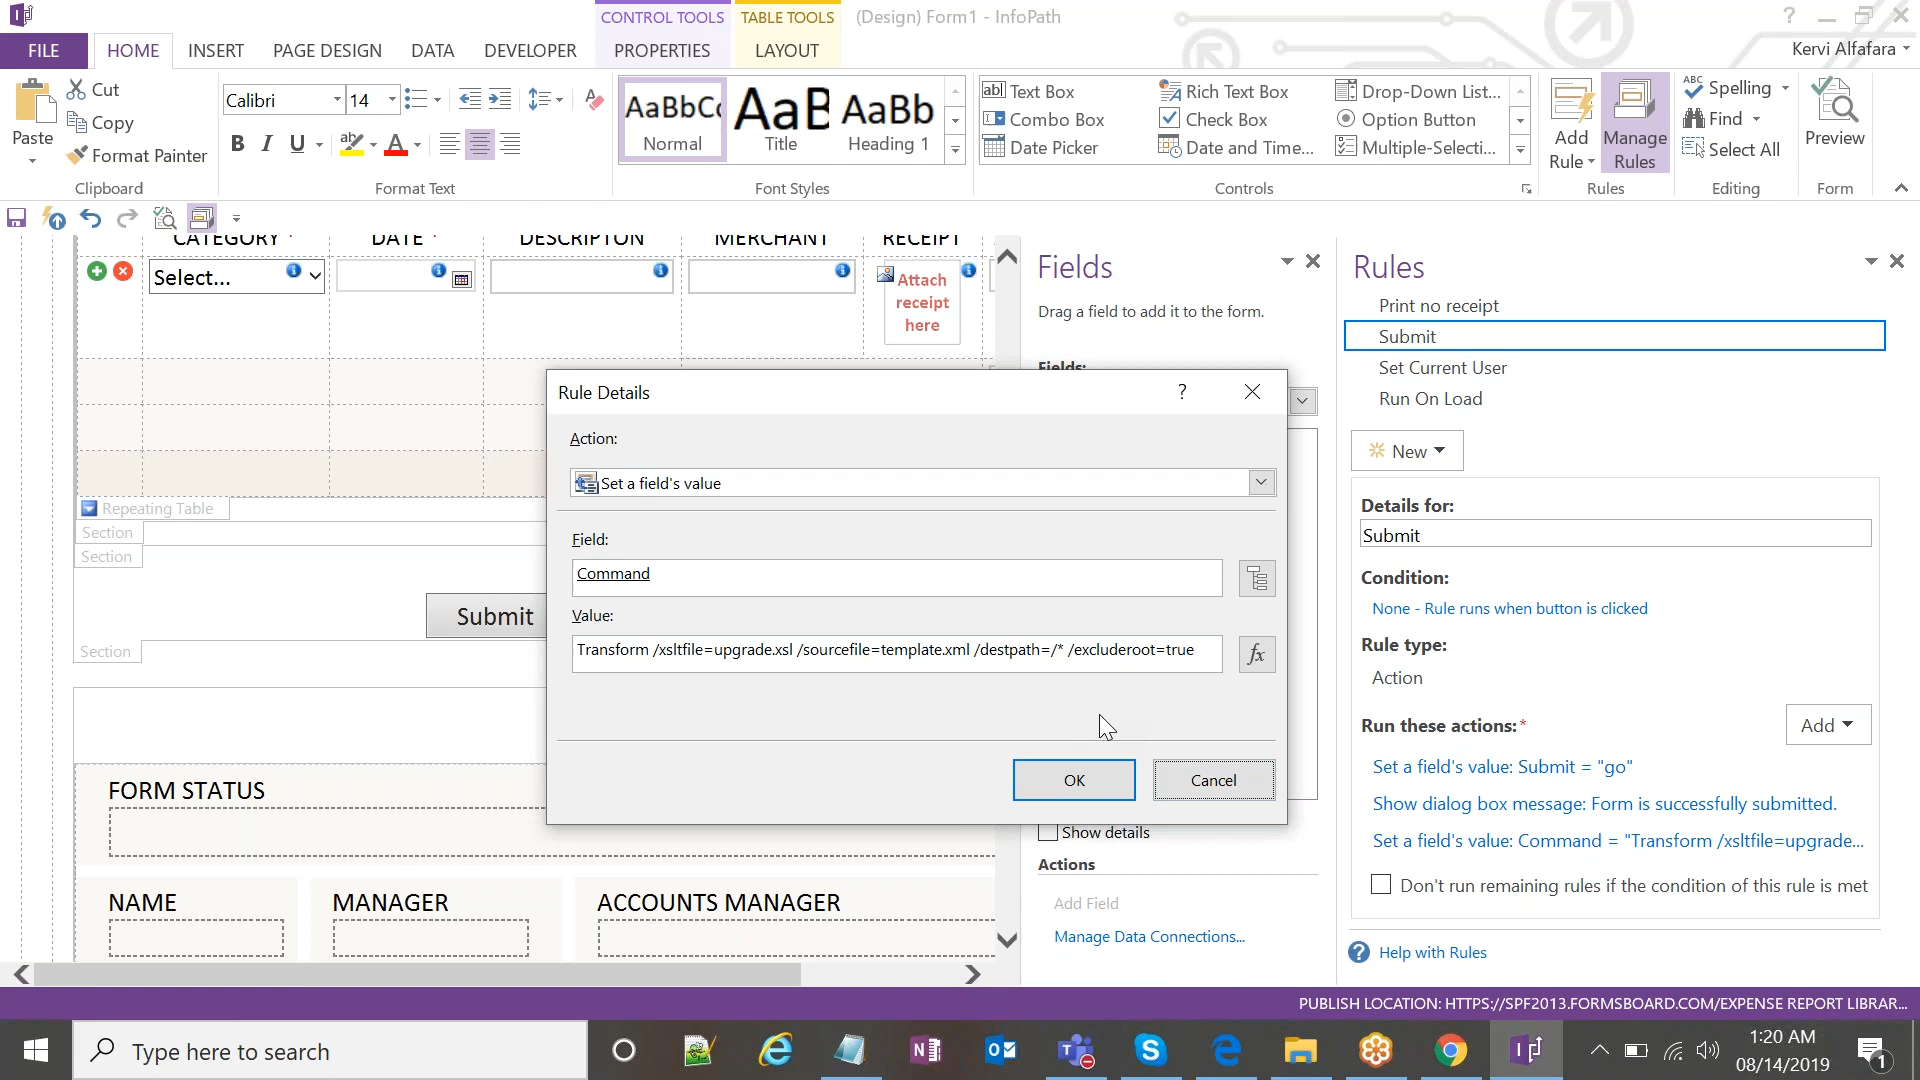 CONTROL TOOLS
TABLE TOOLS
(Design) Form1 - InfoPath
?
FILE
HOME
INSERT
PAGE DESIGN
DATA
DEVELOPER
PROPERTIES
LAYOUT
Kervi Alfafara
Paste
Cut
Copy
Format Painter
Clipboard
Calibri
14
B I U
Format Text
AaBbCc
Normal
AaB
Title
AaBb
Heading 1
Font Styles
Text Box
Combo Box
Date Picker
Rich Text Box
Check Box
Date and Time...
Drop-Down List...
Option Button
Multiple-Selecti...
Controls
Add
Rule
Manage
Rules
Rules
Spelling
Find
Select All
Editing
Preview
Form
CATEGORY *
DATE *
DESCRIPTON
MERCHANT
RECEIPT
Select...
Attach
receipt
here
Repeating Table
Section
Section
Submit
Section
FORM STATUS
NAME
MANAGER
ACCOUNTS MANAGER
Fields
Drag a field to add it to the form.
Fields:
Show details
Actions
Add Field
Manage Data Connections...
Rule Details
?
Action:
Set a field's value
Field:
Command
Value:
Transform /xsltfile=upgrade.xsl /sourcefile=template.xml /destpath=/* /excluderoot=true
fx
OK
Cancel
Rules
Print no receipt
Submit
Set Current User
Run On Load
New
Details for:
Submit
Condition:
None - Rule runs when button is clicked
Rule type:
Action
Run these actions:*
Add
Set a field's value: Submit = "go"
Show dialog box message: Form is successfully submitted.
Set a field's value: Command = "Transform /xsltfile=upgrade...
Don't run remaining rules if the condition of this rule is met
Help with Rules
PUBLISH LOCATION: HTTPS://SPF2013.FORMSBOARD.COM/EXPENSE REPORT LIBRAR...
Type here to search
1:20 AM
08/14/2019
1